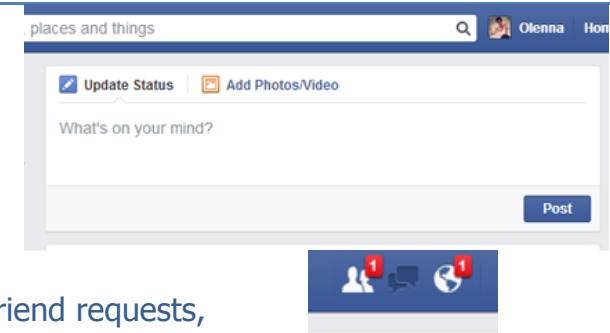 places and things Olenna Hom
Update Status Add Photos/Video
What's on your mind?
Post
1 1
riend requests,